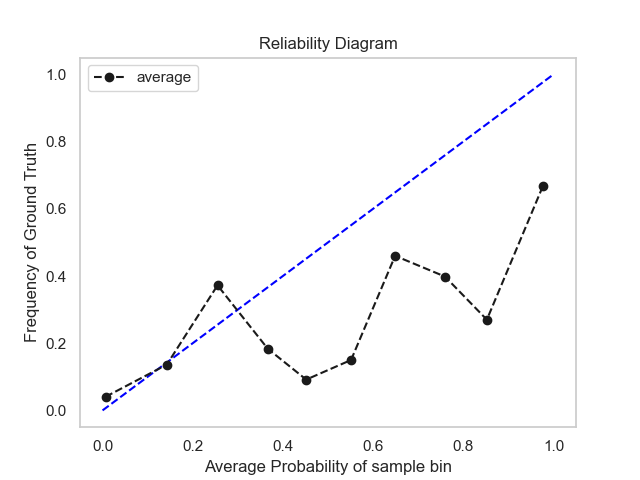 Reliability Diagram
average
Frequency of Ground Truth
1.0
0.8
0.6
0.4
0.2
0.0
0.0 0.2 0.4 0.6 0.8 1.0
Average Probability of sample bin